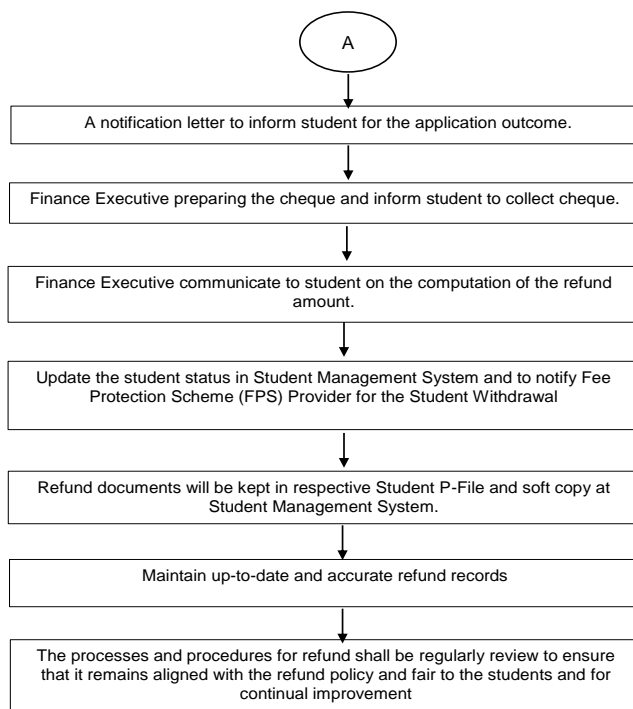 A
A notification letter to inform student for the application outcome.
Finance Executive preparing the cheque and inform student to collect cheque.
Finance Executive communicate to student on the computation of the refund
amount.
Update the student status in Student Management System and to notify Fee
Protection Scheme (FPS) Provider for the Student Withdrawal
Refund documents will be kept in respective Student P-File and soft copy at
Student Management System.
Maintain up-to-date and accurate refund records
The processes and procedures for refund shall be regularly review to ensure
that it remains aligned with the refund policy and fair to the students and for
continual improvement